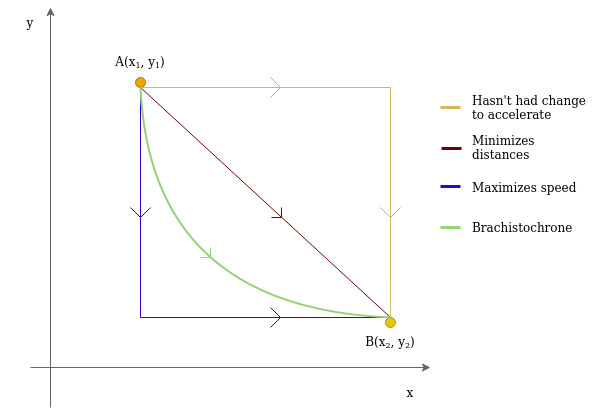 y
A(x₁, y₁)
Hasn't had change
to accelerate
Minimizes
distances
Maximizes speed
Brachistochrone
B(x₂, y₂)
x